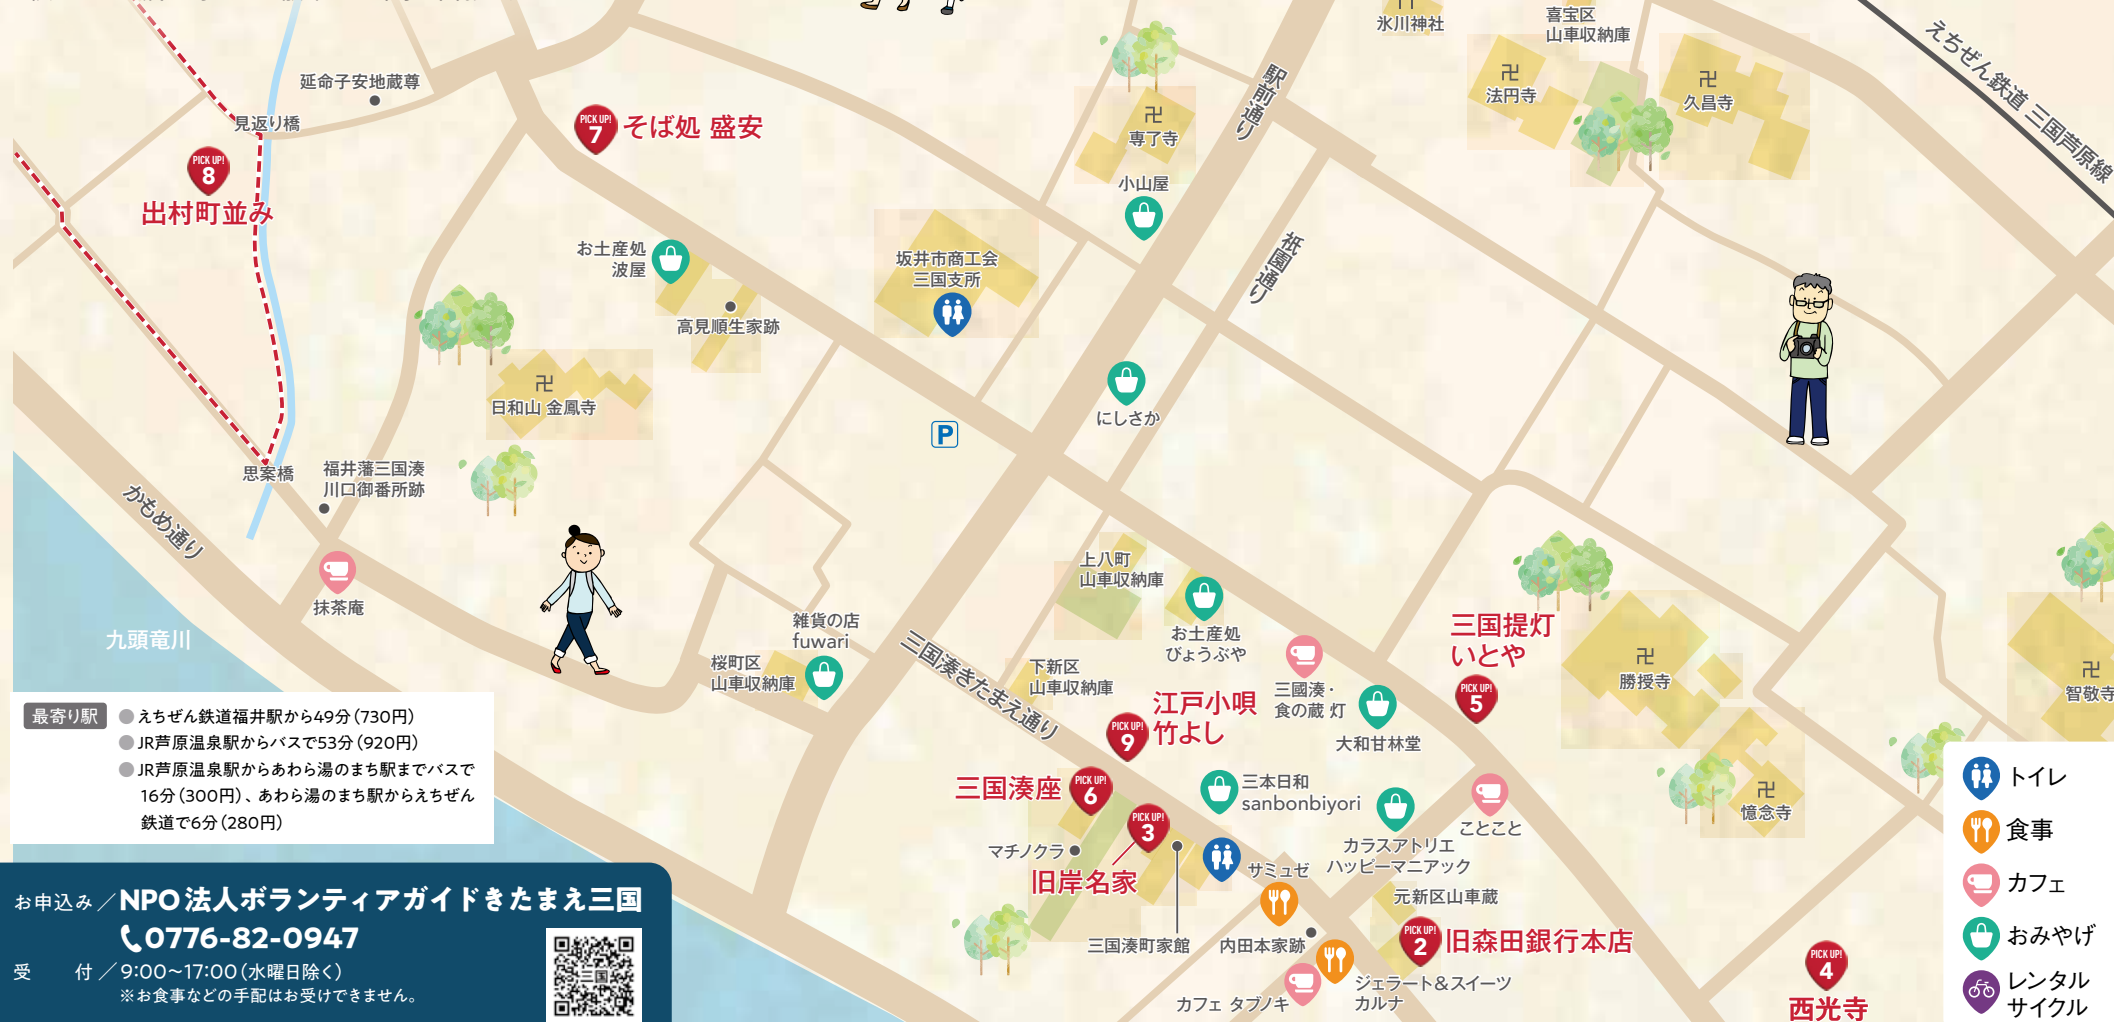 氷川神社
喜宝区
山車収納庫
えちぜん鉄道 三国芦原線
延命子安地蔵尊
見返り橋
PICK UP!
8
出村町並み
PICK UP!
7
そば処 盛安
卍
専了寺
駅前通り
卍
法円寺
卍
久昌寺
小山屋
お土産処
波屋
高見順生家跡
坂井市商工会
三国支所
祇園通り
卍
日和山 金鳳寺
にしさか
P
思案橋
福井藩三国湊
川口御番所跡
かもめ通り
抹茶庵
九頭竜川
雑貨の店
fuwari
桜町区
山車収納庫
三国湊きたまえ通り
上八町
山車収納庫
お土産処
びょうぶや
下新区
山車収納庫
三國湊・
食の蔵 灯
大和甘林堂
三国提灯
いとや
PICK UP!
5
卍
勝授寺
卍
智敬寺
江戸小唄
竹よし
PICK UP!
9
三国湊座
PICK UP!
6
PICK UP!
3
旧岸名家
マチノクラ
三本日和
sanbonbiyori
カラスアトリエ
ハッピーマニアック
ことこと
卍
憶念寺
サミュゼ
元新区山車蔵
三国湊町家館
内田本家跡
PICK UP!
2
旧森田銀行本店
ジェラート＆スイーツ
カルナ
カフェ タブノキ
PICK UP!
4
西光寺
最寄り駅
●えちぜん鉄道福井駅から49分（730円）
●JR芦原温泉駅からバスで53分（920円）
●JR芦原温泉駅からあわら湯のまち駅までバスで
16分（300円）、あわら湯のまち駅からえちぜん
鉄道で6分（280円）
お申込み／NPO法人ボランティアガイドきたまえ三国
0776-82-0947
受　付／9:00〜17:00（水曜日除く）
※お食事などの手配はお受けできません。
三国
トイレ
食事
カフェ
おみやげ
レンタル
サイクル